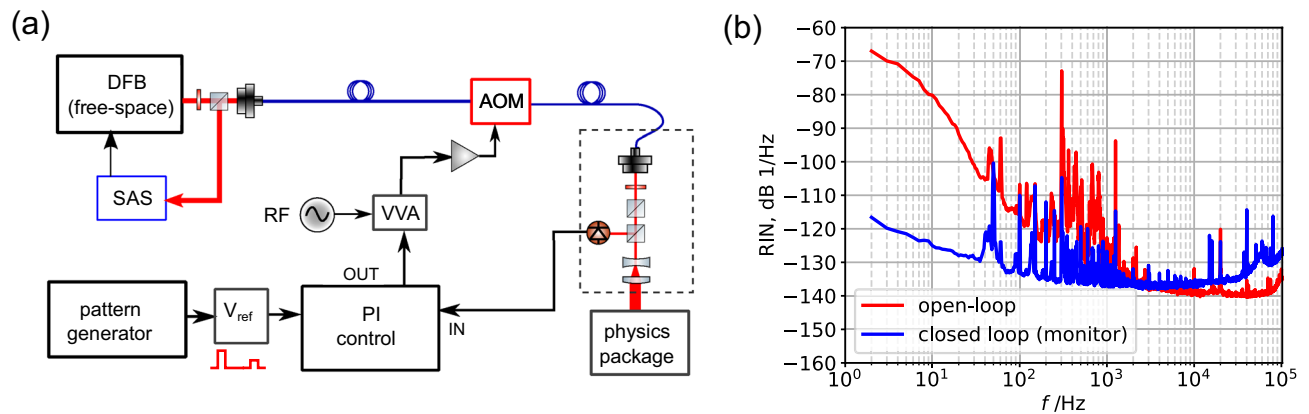 (a)
DFB
(free-space)
SAS
AOM
RF
VVA
OUT
pattern
generator
V_ref
PI
control
IN
physics
package
(b)
RIN, dB 1/Hz
−60
−70
−80
−90
−100
−110
−120
−130
−140
−150
−160
open-loop
closed loop (monitor)
10^0
10^1
10^2
10^3
10^4
10^5
f /Hz